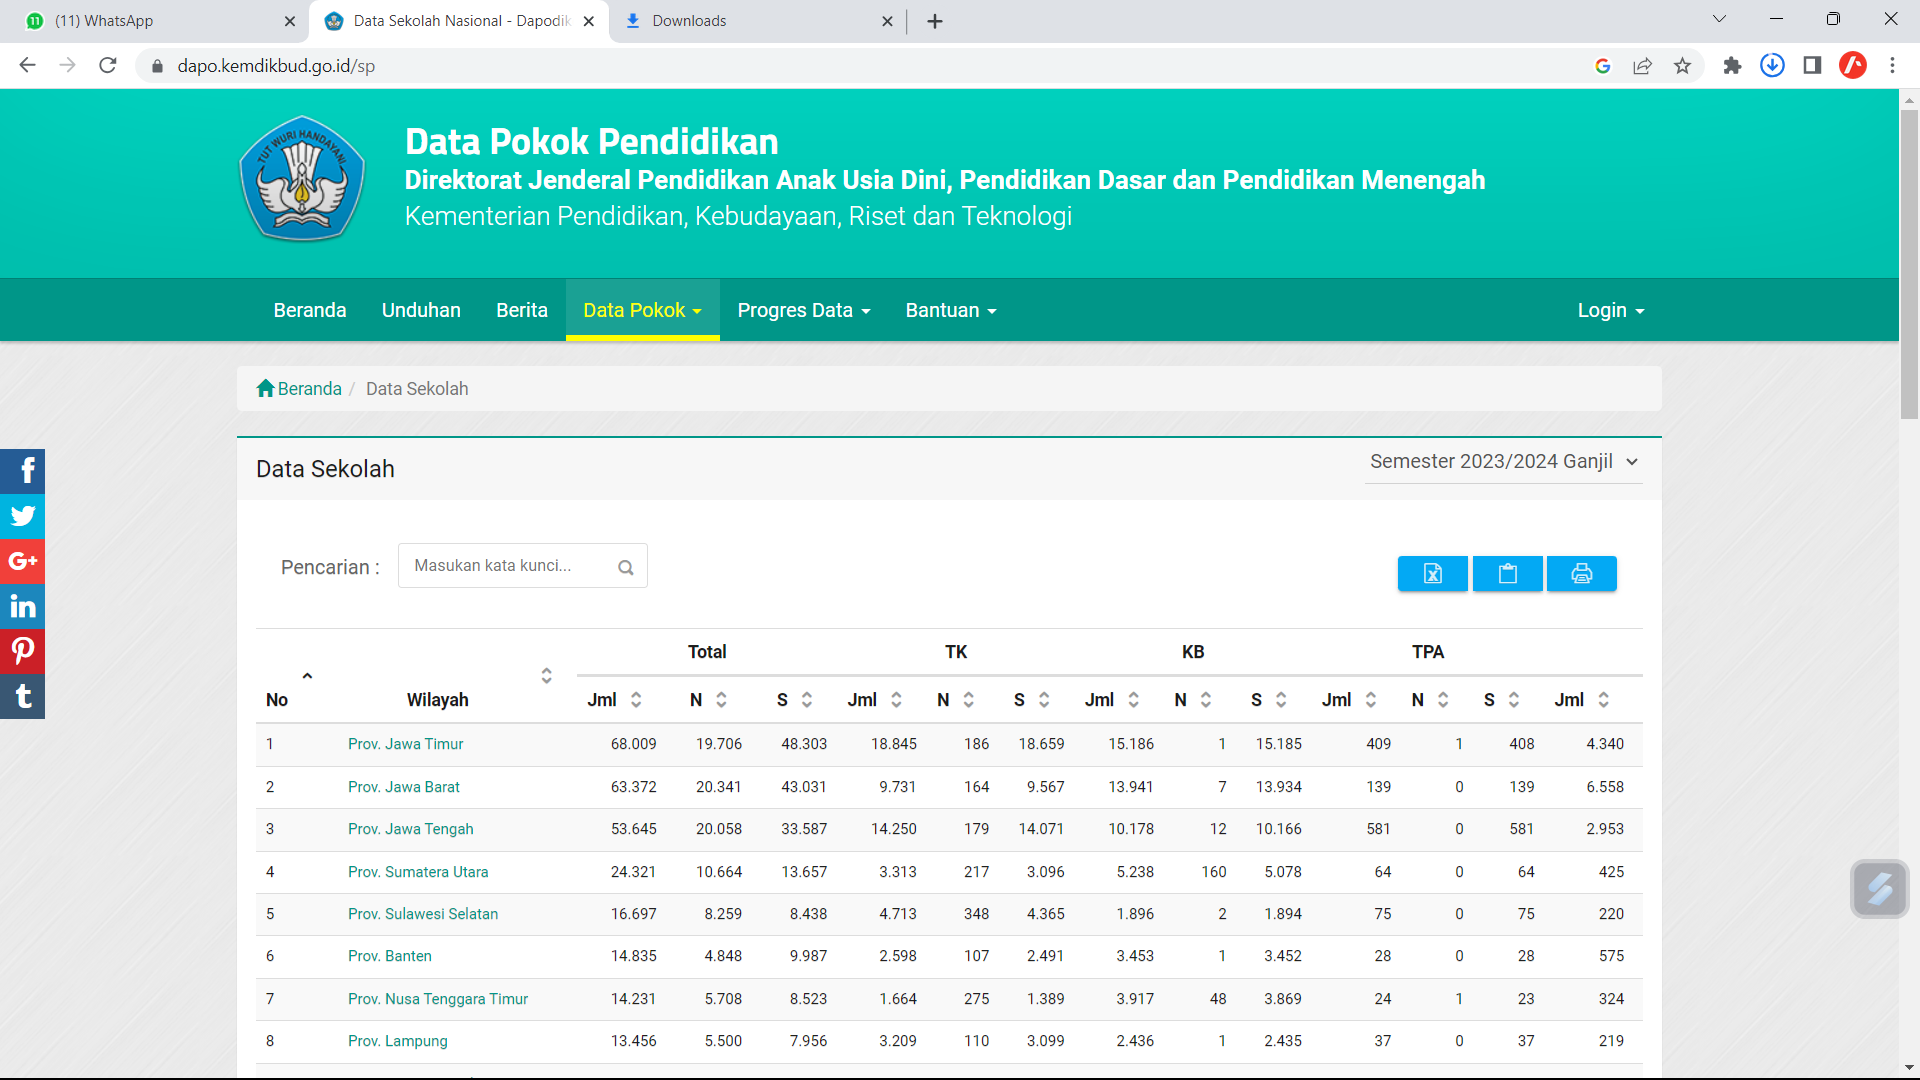 (11) WhatsApp
Data Sekolah Nasional - Dapodik
Downloads
dapo.kemdikbud.go.id/sp
TUT WURI HANDAYANI
Data Pokok Pendidikan
Direktorat Jenderal Pendidikan Anak Usia Dini, Pendidikan Dasar dan Pendidikan Menengah
Kementerian Pendidikan, Kebudayaan, Riset dan Teknologi
Beranda Unduhan Berita Data Pokok Progres Data Bantuan Login
Beranda / Data Sekolah
Data Sekolah Semester 2023/2024 Ganjil
Pencarian : Masukan kata kunci...
Total TK KB TPA
No Wilayah Jml N S Jml N S Jml N S Jml N S Jml
1 Prov. Jawa Timur 68.009 19.706 48.303 18.845 186 18.659 15.186 1 15.185 409 1 408 4.340
2 Prov. Jawa Barat 63.372 20.341 43.031 9.731 164 9.567 13.941 7 13.934 139 0 139 6.558
3 Prov. Jawa Tengah 53.645 20.058 33.587 14.250 179 14.071 10.178 12 10.166 581 0 581 2.953
4 Prov. Sumatera Utara 24.321 10.664 13.657 3.313 217 3.096 5.238 160 5.078 64 0 64 425
5 Prov. Sulawesi Selatan 16.697 8.259 8.438 4.713 348 4.365 1.896 2 1.894 75 0 75 220
6 Prov. Banten 14.835 4.848 9.987 2.598 107 2.491 3.453 1 3.452 28 0 28 575
7 Prov. Nusa Tenggara Timur 14.231 5.708 8.523 1.664 275 1.389 3.917 48 3.869 24 1 23 324
8 Prov. Lampung 13.456 5.500 7.956 3.209 110 3.099 2.436 1 2.435 37 0 37 219